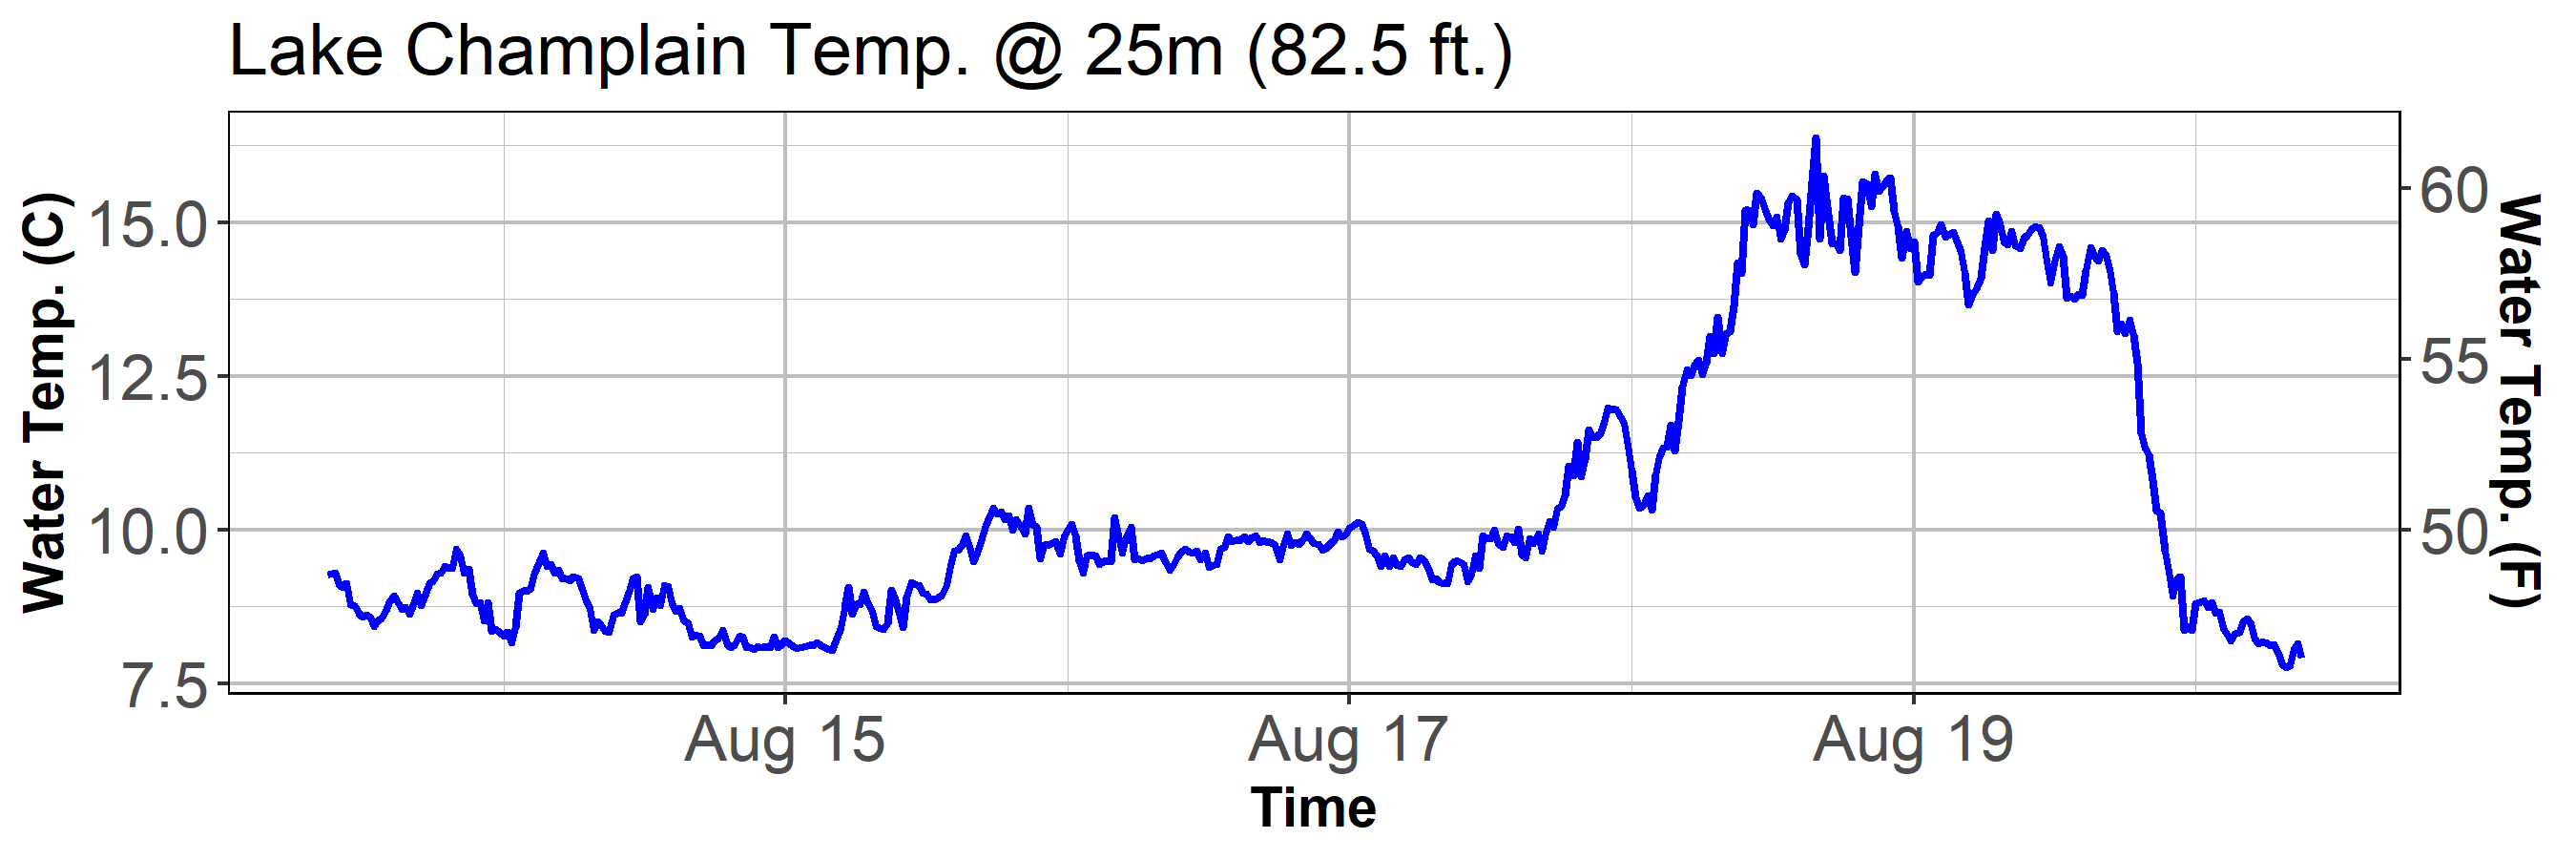 Lake Champlain Temp. @ 25m (82.5 ft.)
Water Temp. (C)
15.0
12.5
10.0
7.5
60
55
50
Water Temp. (F)
Aug 15
Aug 17
Aug 19
Time